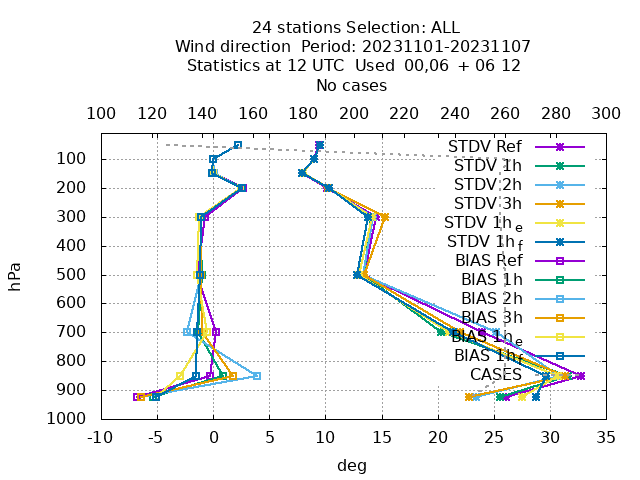 24 stations Selection: ALL
Wind direction  Period: 20231101-20231107
Statistics at 12 UTC  Used  00,06 + 06 12
No cases
100 120 140 160 180 200 220 240 260 280 300
100
200
300
400
500
600
700
800
900
1000
hPa
STDV Ref
STDV 1h
STDV 2h
STDV 3h
STDV 1he
STDV 1hf
BIAS Ref
BIAS 1h
BIAS 2h
BIAS 3h
BIAS 1he
BIAS 1hf
CASES
-10 -5 0 5 10 15 20 25 30 35
deg